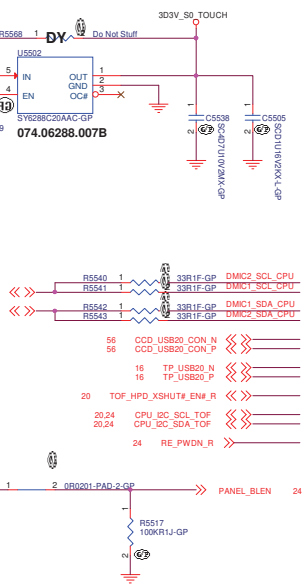 3D3V_S0_TOUCH
R5568 1 DY 2 Do Not Stuff
U5502
5 IN OUT 1
GND 2
4 EN OC# 3
SY6288C20AAC-GP
074.06288.007B
1 1
C5538 C5505
2 2
SC4D7U10V2MX-GP
SCD1U16V2KX-L-GP
R5540 1 33R1F-GP DMIC2_SCL_CPU
R5541 1 33R1F-GP DMIC1_SCL_CPU
R5542 1 33R1F-GP DMIC1_SDA_CPU
R5543 1 33R1F-GP DMIC2_SDA_CPU
56 CCD_USB20_CON_N
56 CCD_USB20_CON_P
16 TP_USB20_N
16 TP_USB20_P
20 TOF_HPD_XSHUT#_EN#_R
20,24 CPU_I2C_SCL_TOF
20,24 CPU_I2C_SDA_TOF
24 RE_PWDN_R
1 2 0R0201-PAD-2-GP PANEL_BLEN 24
1
R5517
100KR1J-GP
2